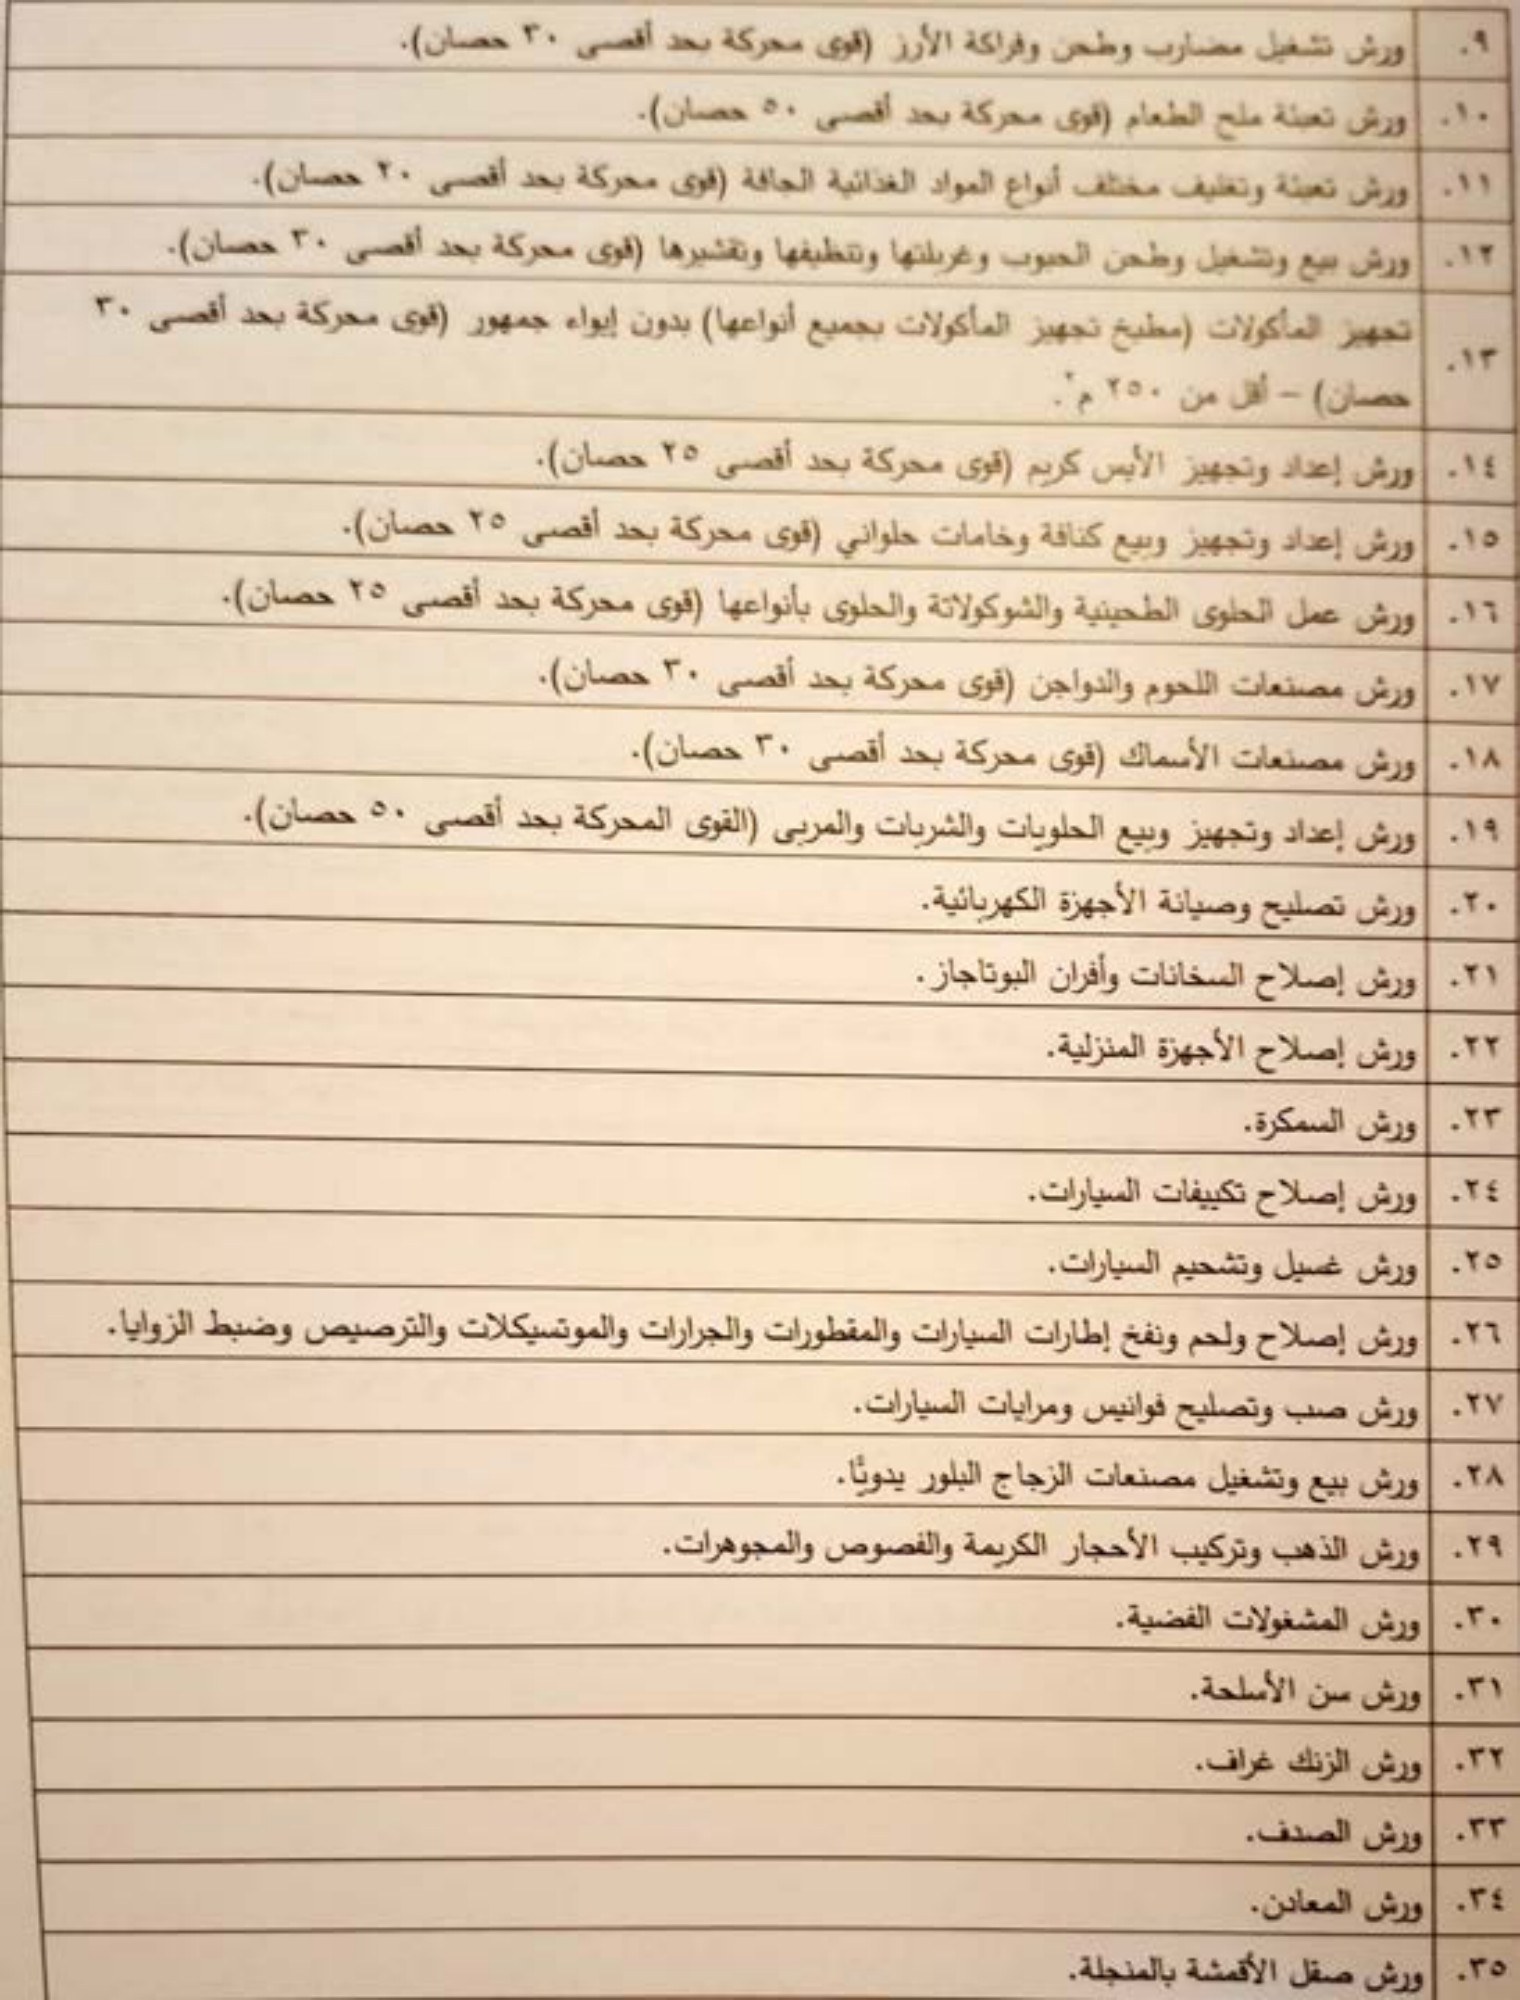 ٩. ورش تشغيل مضارب وطحن وفراكة الأرز (قوى محركة بحد أقصى ٣٠ حصان).
١٠. ورش تعبئة ملح الطعام (قوى محركة بحد أقصى ٥٠ حصان).
١١. ورش تعبئة وتغليف مختلف أنواع المواد الغذائية الجافة (قوى محركة بحد أقصى ٢٠ حصان).
١٢. ورش بيع وتشغيل وطحن الحبوب وغربلتها وتنظيفها وتقشيرها (قوى محركة بحد أقصى ٣٠ حصان).
١٣. تجهيز المأكولات (مطبخ تجهيز المأكولات بجميع أنواعها) بدون إيواء جمهور (قوى محركة بحد أقصى ٣٠
حصان) – أقل من ٢٥٠ م٢.
١٤. ورش إعداد وتجهيز الأيس كريم (قوى محركة بحد أقصى ٢٥ حصان).
١٥. ورش إعداد وتجهيز وبيع كنافة وخامات حلواني (قوى محركة بحد أقصى ٢٥ حصان).
١٦. ورش عمل الحلوى الطحينية والشوكولاتة والحلوى بأنواعها (قوى محركة بحد أقصى ٢٥ حصان).
١٧. ورش مصنعات اللحوم والدواجن (قوى محركة بحد أقصى ٣٠ حصان).
١٨. ورش مصنعات الأسماك (قوى محركة بحد أقصى ٣٠ حصان).
١٩. ورش إعداد وتجهيز وبيع الحلويات والشربات والمربى (القوى المحركة بحد أقصى ٥٠ حصان).
٢٠. ورش تصليح وصيانة الأجهزة الكهربائية.
٢١. ورش إصلاح السخانات وأفران البوتاجاز.
٢٢. ورش إصلاح الأجهزة المنزلية.
٢٣. ورش السمكرة.
٢٤. ورش إصلاح تكييفات السيارات.
٢٥. ورش غسيل وتشحيم السيارات.
٢٦. ورش إصلاح ولحم ونفخ إطارات السيارات والمقطورات والجرارات والموتسيكلات والترصيص وضبط الزوايا.
٢٧. ورش صب وتصليح فوانيس ومرايات السيارات.
٢٨. ورش بيع وتشغيل مصنعات الزجاج البلور يدويًا.
٢٩. ورش الذهب وتركيب الأحجار الكريمة والفصوص والمجوهرات.
٣٠. ورش المشغولات الفضية.
٣١. ورش سن الأسلحة.
٣٢. ورش الزنك غراف.
٣٣. ورش الصدف.
٣٤. ورش المعادن.
٣٥. ورش صقل الأقمشة بالمنجلة.